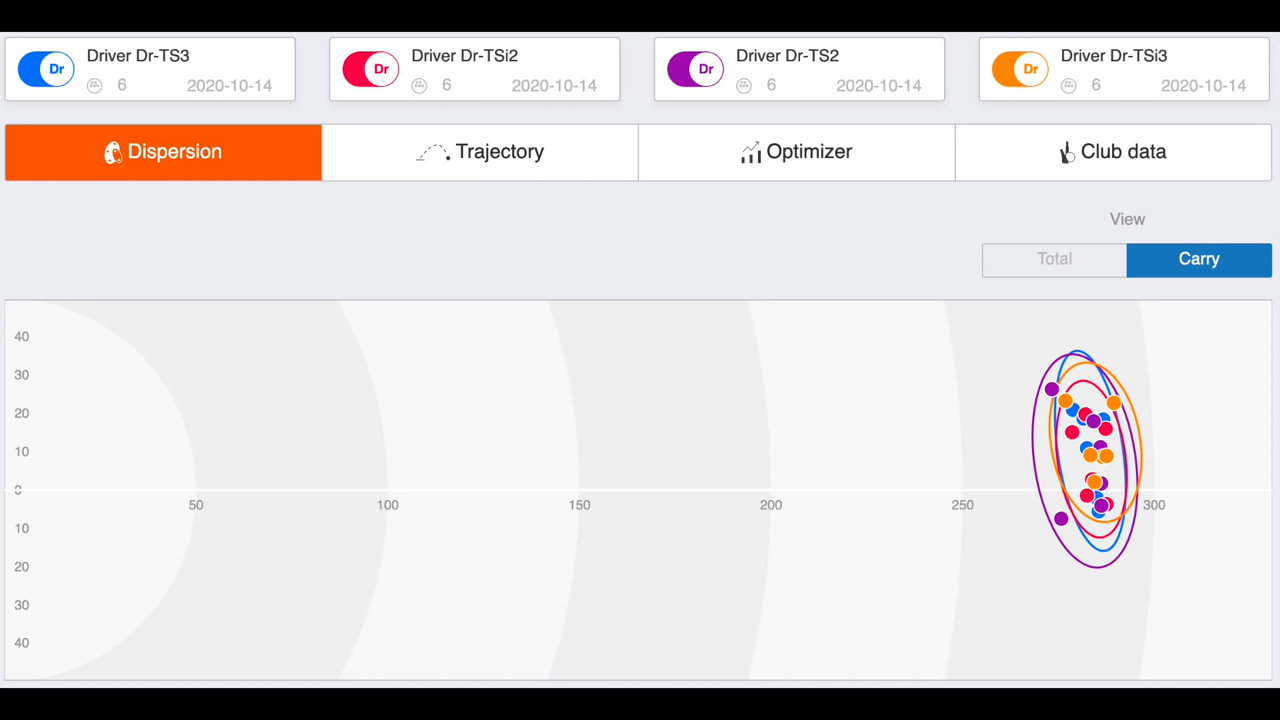 Driver Dr-TS3
Dr
6 2020-10-14
Driver Dr-TSi2
Dr
6 2020-10-14
Driver Dr-TS2
Dr
6 2020-10-14
Driver Dr-TSi3
Dr
6 2020-10-14
Dispersion Trajectory Optimizer Club data
View
Total Carry
40
30
20
10
0
50 100 150 200 250 300
10
20
30
40